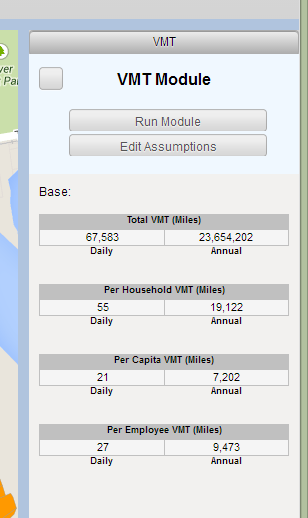 VMT
VMT Module
Run Module
Edit Assumptions
Base:
Total VMT (Miles)
67,583 23,654,202
Daily Annual
Per Household VMT (Miles)
55 19,122
Daily Annual
Per Capita VMT (Miles)
21 7,202
Daily Annual
Per Employee VMT (Miles)
27 9,473
Daily Annual